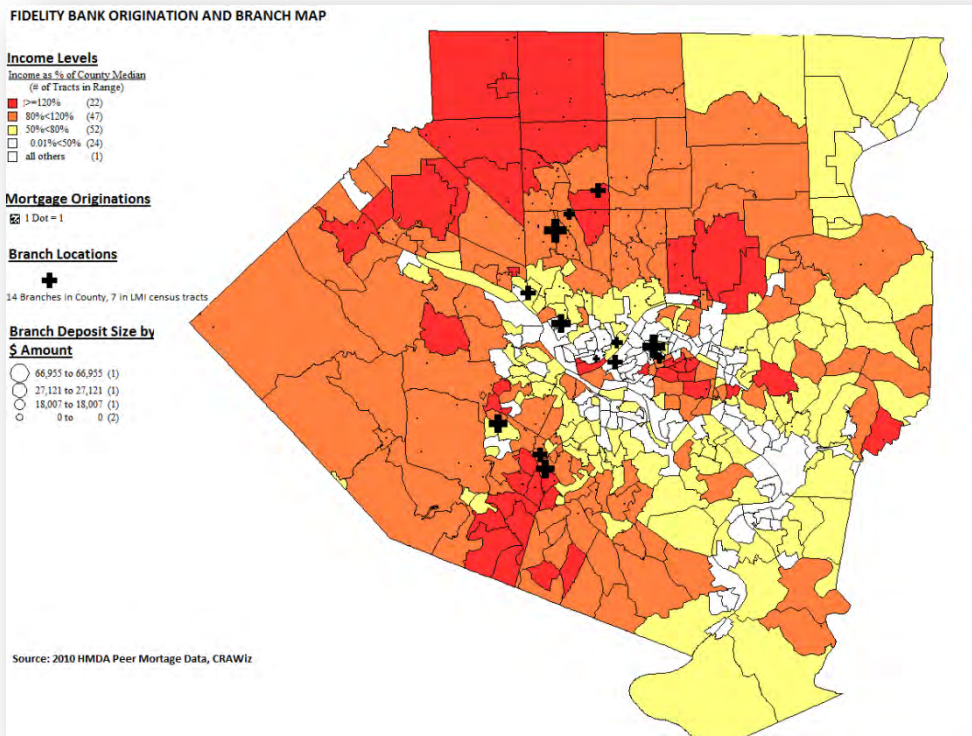 FIDELITY BANK ORIGINATION AND BRANCH MAP
Income Levels
Income as % of County Median
(# of Tracts in Range)
>=120% (22)
80%<120% (47)
50%<80% (52)
0.01%<50% (24)
all others (1)
Mortgage Originations
1 Dot = 1
Branch Locations
14 Branches in County, 7 in LMI census tracts
Branch Deposit Size by
$ Amount
66,955 to 66,955 (1)
27,121 to 27,121 (1)
18,007 to 18,007 (1)
0 to 0 (2)
Source: 2010 HMDA Peer Mortage Data, CRAWiz